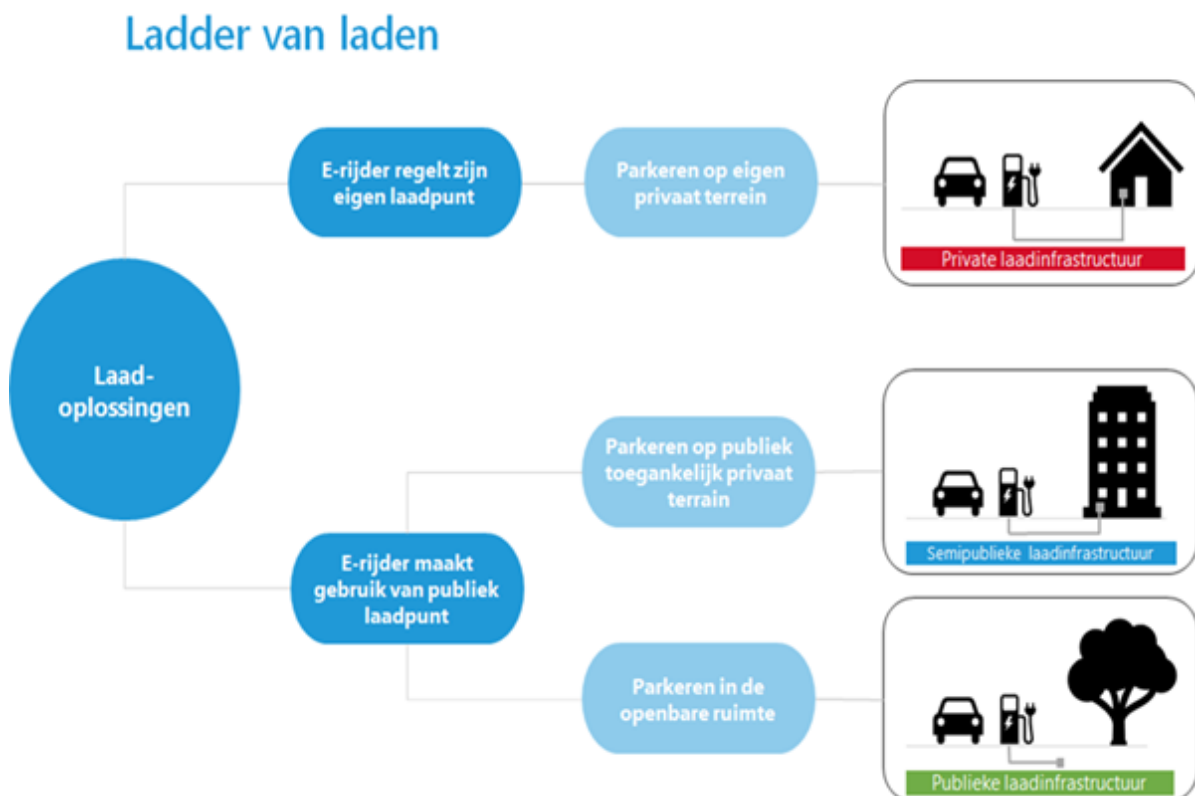 Ladder van laden
E-rijder regelt zijn
eigen laadpunt
Parkeren op eigen
privaat terrein
Private laadinfrastructuur
Laad-
oplossingen
Parkeren op publiek
toegankelijk privaat
terrain
Semipublieke laadinfrastructuur
E-rijder maakt
gebruik van publiek
laadpunt
Parkeren in de
openbare ruimte
Publieke laadinfrastructuur